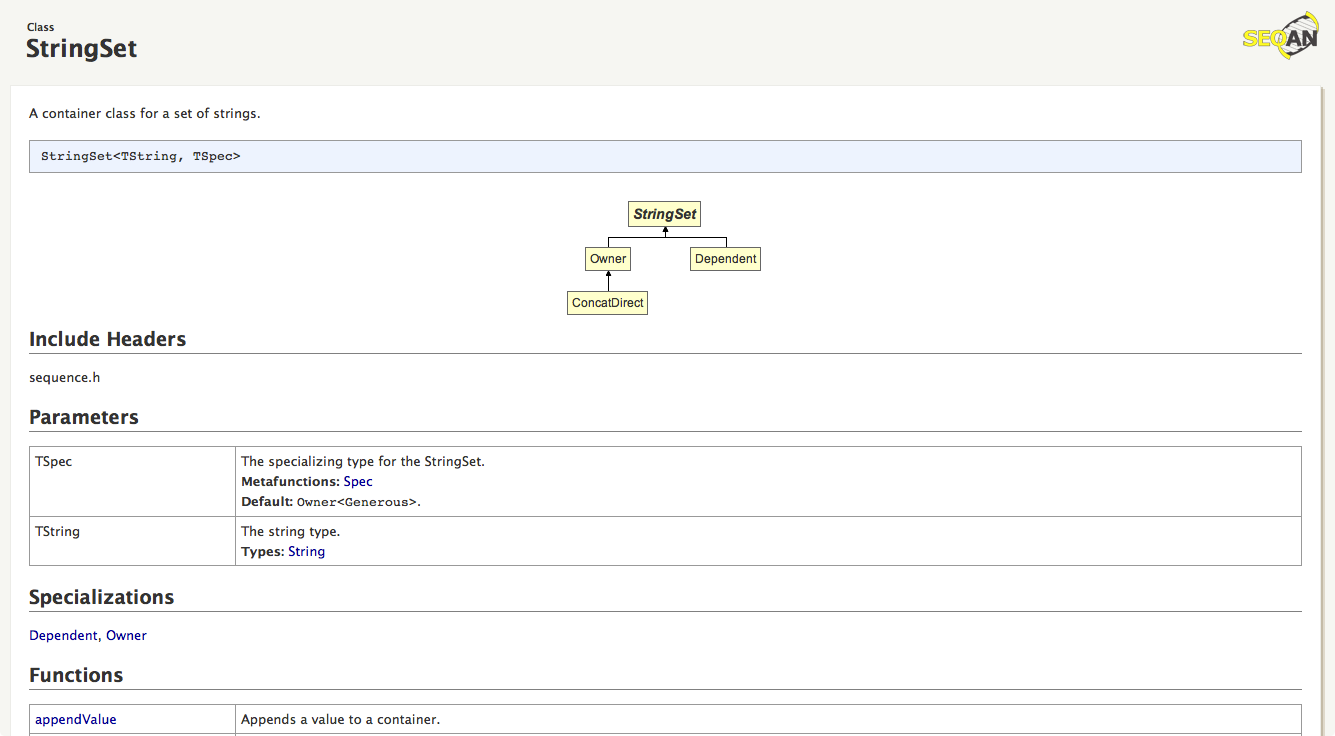 Class
StringSet
SEQAN
A container class for a set of strings.
StringSet<TString, TSpec>
StringSet
Owner
Dependent
ConcatDirect
Include Headers
sequence.h
Parameters
TSpec
The specializing type for the StringSet.
Metafunctions: Spec
Default: Owner<Generous>.
TString
The string type.
Types: String
Specializations
Dependent, Owner
Functions
appendValue
Appends a value to a container.